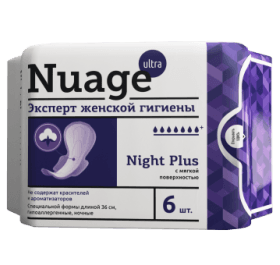 Nuage
ultra
Эксперт женской гигиены
Night Plus
с мягкой
поверхностью
6 шт.
Не содержат красителей
и ароматизаторов
Специальной формы длиной 36 см,
гипоаллергенные, ночные